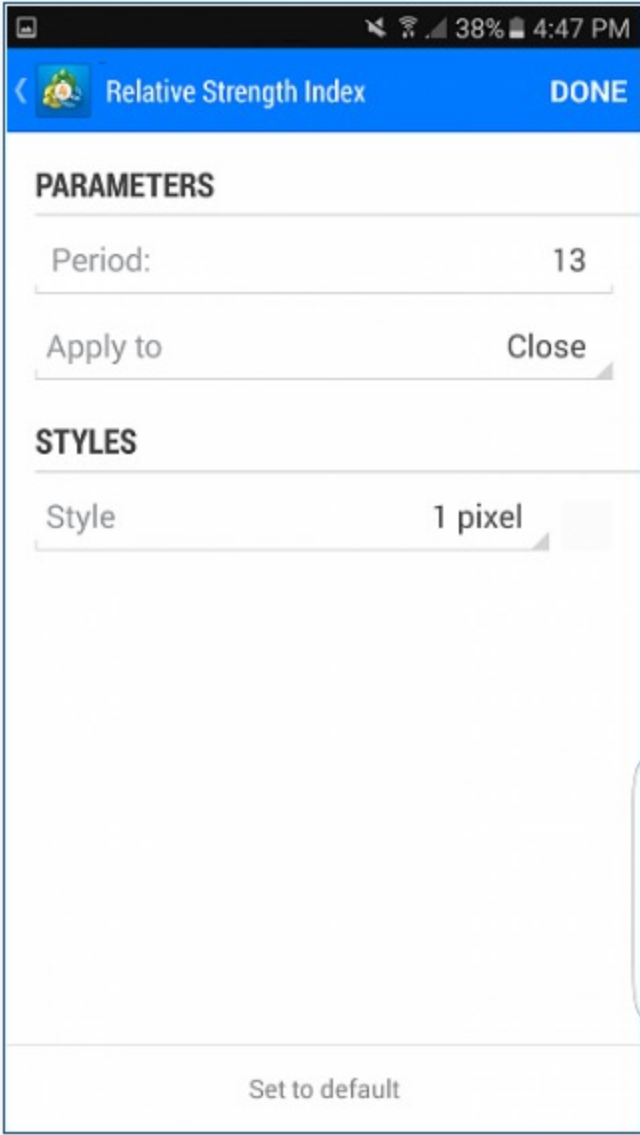 38% 4:47 PM
Relative Strength Index DONE
PARAMETERS
Period: 13
Apply to Close
STYLES
Style 1 pixel
Set to default